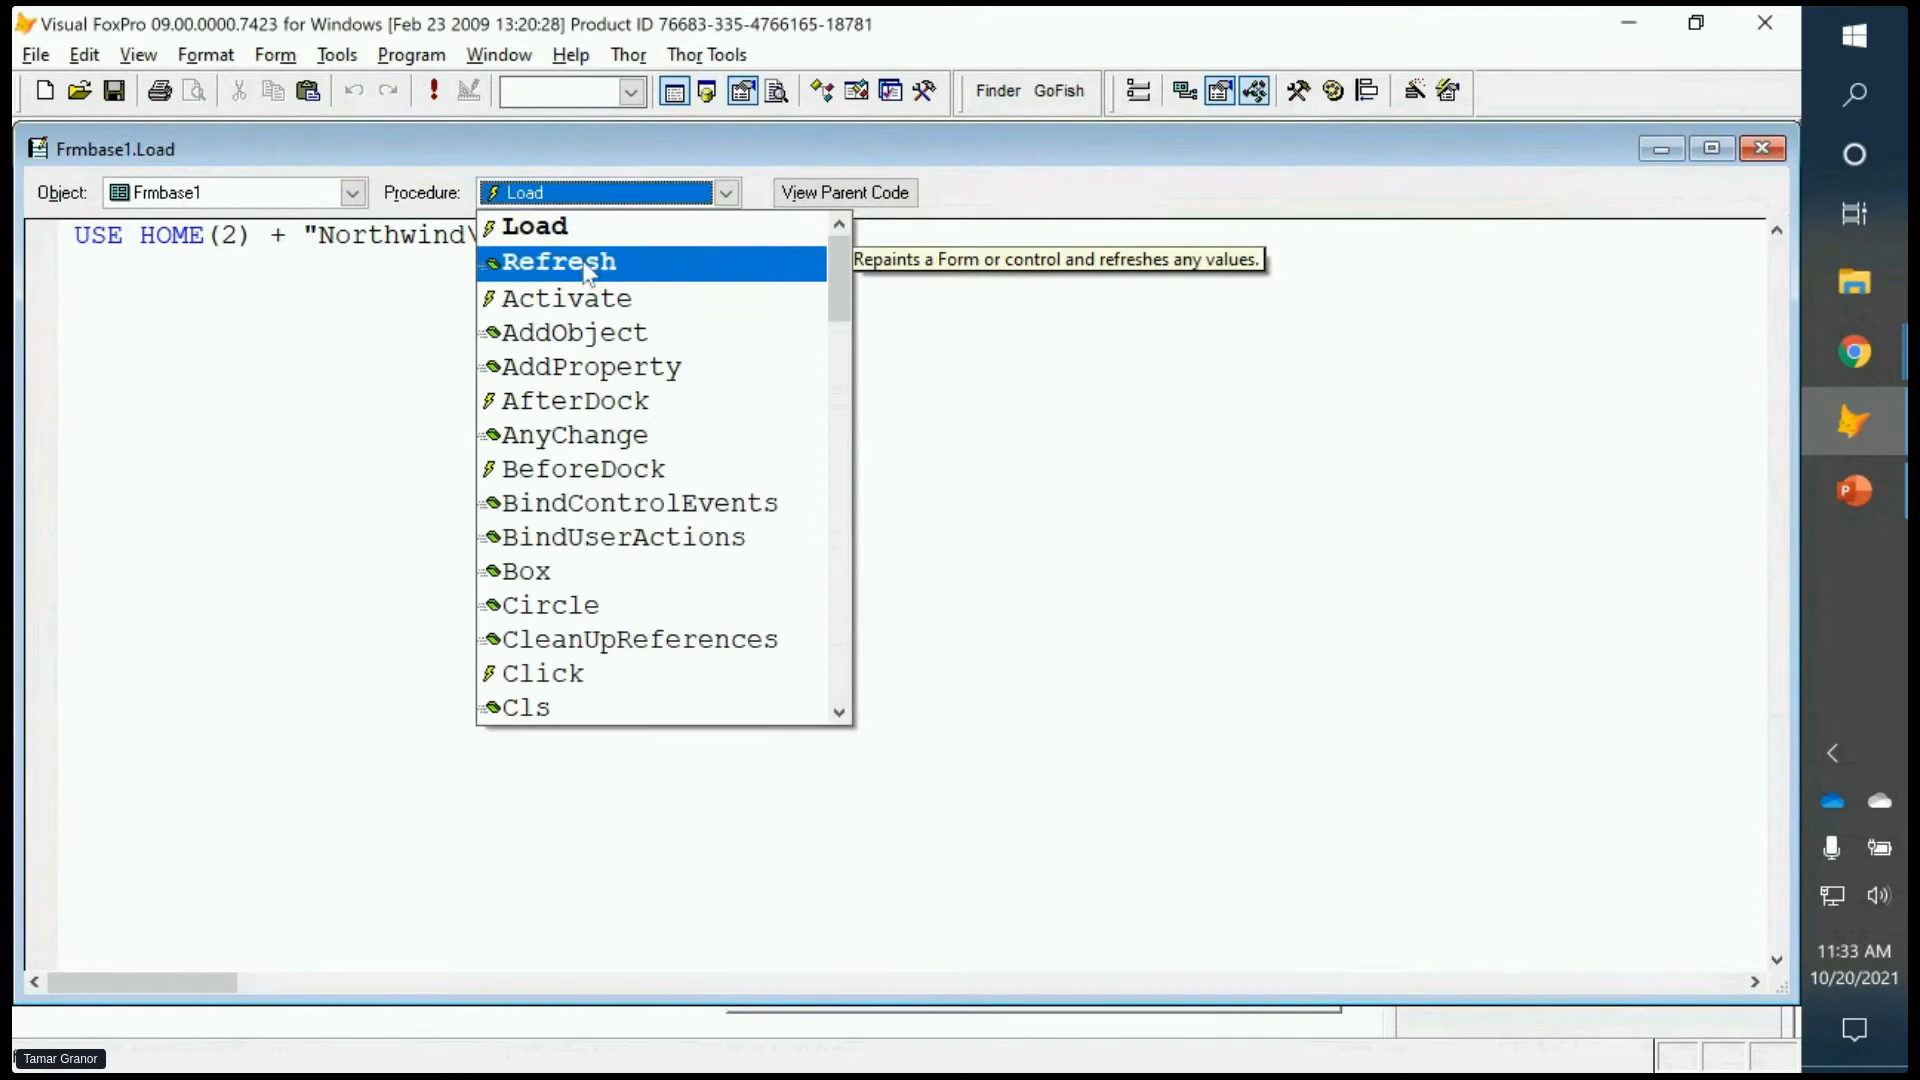 Visual FoxPro 09.00.0000.7423 for Windows [Feb 23 2009 13:20:28] Product ID 76683-335-4766165-18781
File Edit View Format Form Tools Program Window Help Thor Thor Tools
Finder GoFish
Frmbase1.Load
Object: Frmbase1 Procedure: Load View Parent Code
USE HOME(2) + "Northwind\
Load
Refresh
Repaints a Form or control and refreshes any values.
Activate
AddObject
AddProperty
AfterDock
AnyChange
BeforeDock
BindControlEvents
BindUserActions
Box
Circle
CleanUpReferences
Click
Cls
P
11:33 AM
10/20/2021
Tamar Granor